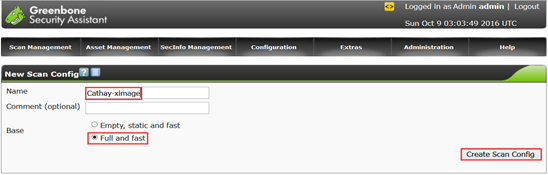 Greenbone
Security Assistant
Logged in as Admin admin | Logout
Sun Oct 9 03:03:49 2016 UTC
Scan Management Asset Management SecInfo Management Configuration Extras Administration Help
New Scan Config ?
Name Cathay-ximage
Comment (optional)
Base Empty, static and fast
Full and fast
Create Scan Config